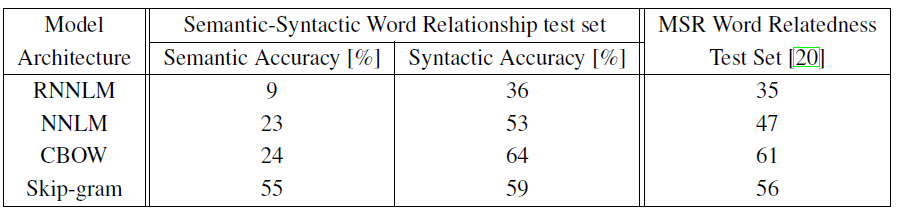 Model Semantic-Syntactic Word Relationship test set MSR Word Relatedness
Architecture Semantic Accuracy [%] Syntactic Accuracy [%] Test Set [20]
RNNLM 9 36 35
NNLM 23 53 47
CBOW 24 64 61
Skip-gram 55 59 56